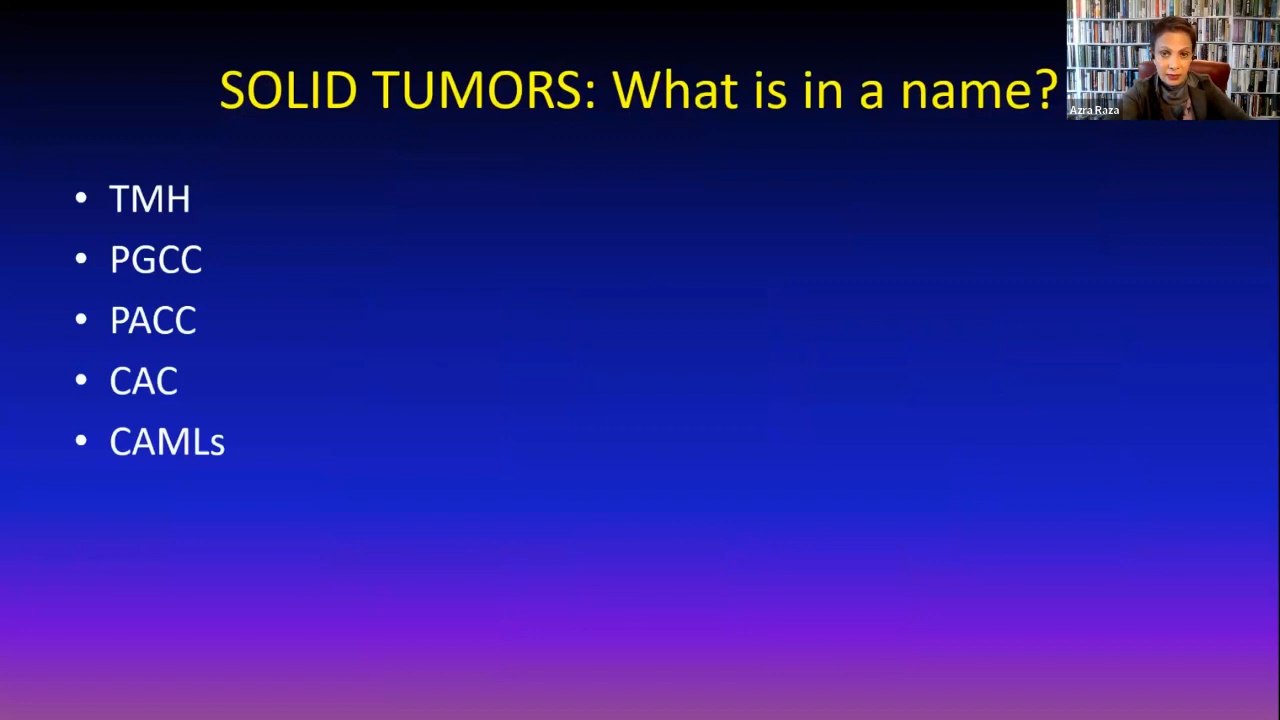 SOLID TUMORS: What is in a name?
Azra Raza
• TMH
• PGCC
• PACC
• CAC
• CAMLs